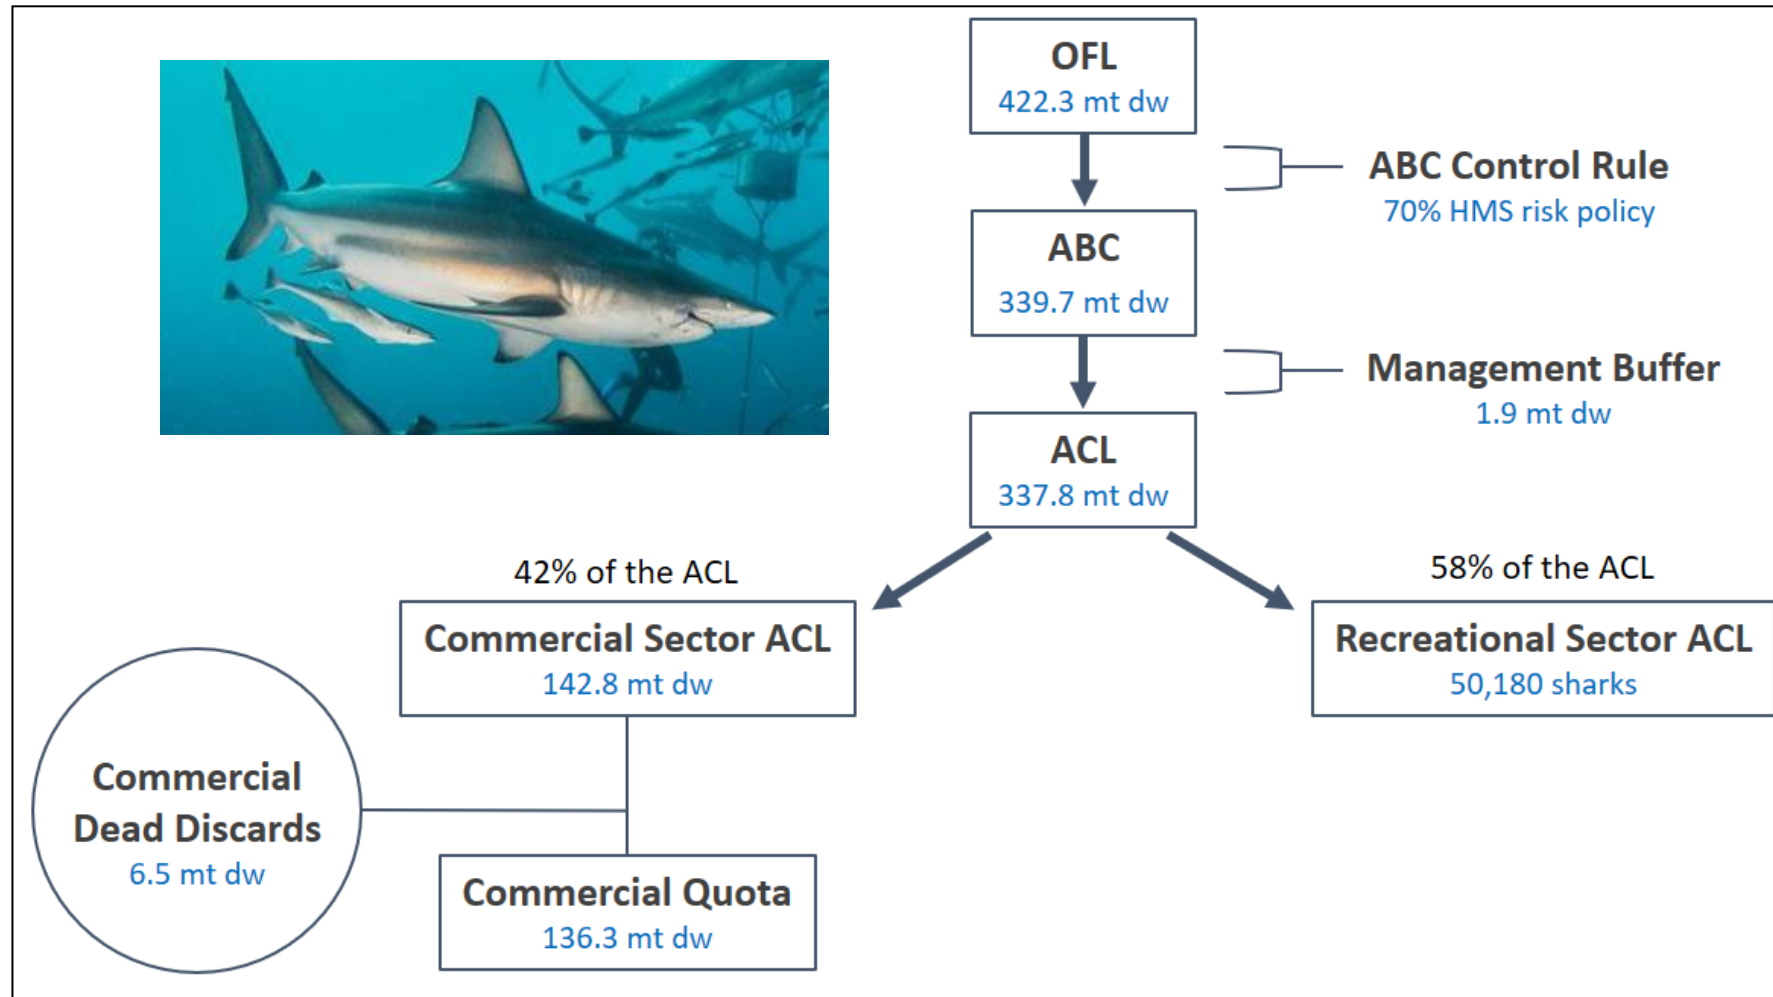 OFL
422.3 mt dw
ABC Control Rule
70% HMS risk policy
ABC
339.7 mt dw
Management Buffer
1.9 mt dw
ACL
337.8 mt dw
42% of the ACL
58% of the ACL
Commercial Sector ACL
142.8 mt dw
Recreational Sector ACL
50,180 sharks
Commercial
Dead Discards
6.5 mt dw
Commercial Quota
136.3 mt dw